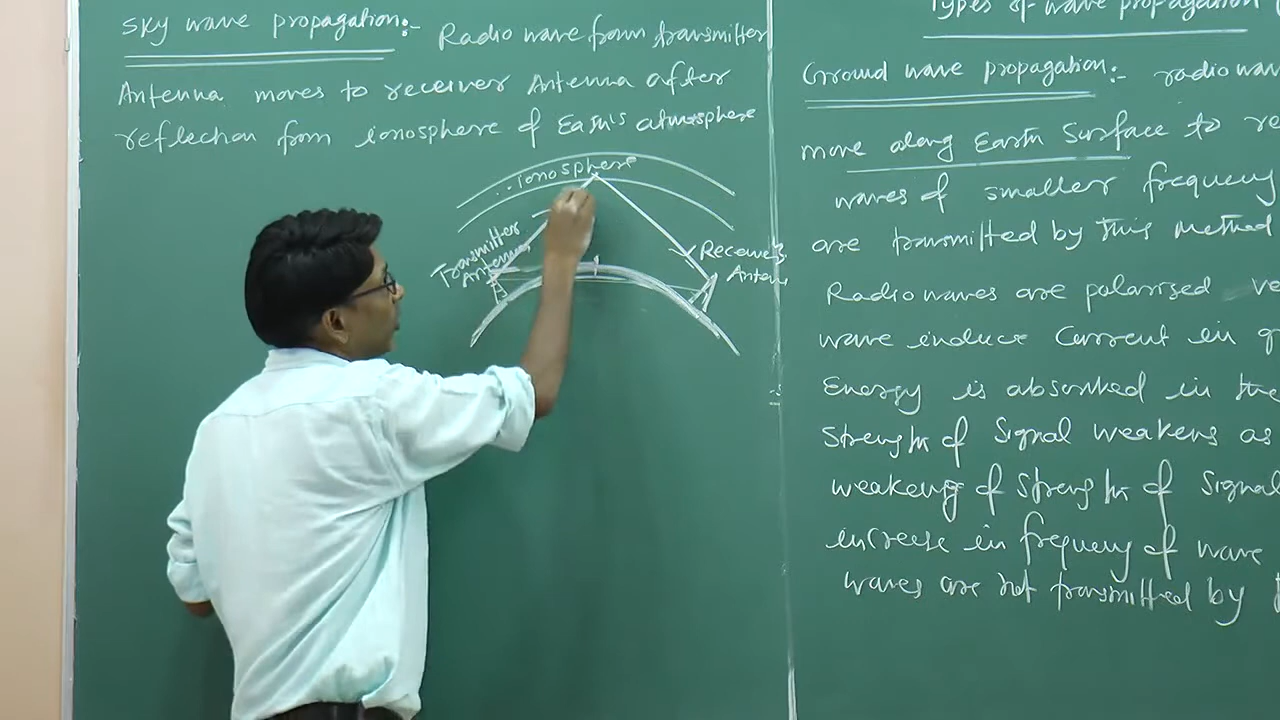 Sky wave propagation:- Radio wave from transmitter
Antenna moves to receiver Antenna after
reflection from ionosphere of Earth's atmosphere
Ionosphere
Transmitter
Antenna
Receiver
Anten
Types of wave propagation
Ground wave propagation:- radio wav
move along Earth Surface to re
waves of smaller frequency
are transmitted by this method
Radio waves are polarised ve
wave induce Current in g
Energy is absorbed in the
Strength of Signal weakens as
weakening of Strength of Signal
increase in frequency of wave
waves are not transmitted by